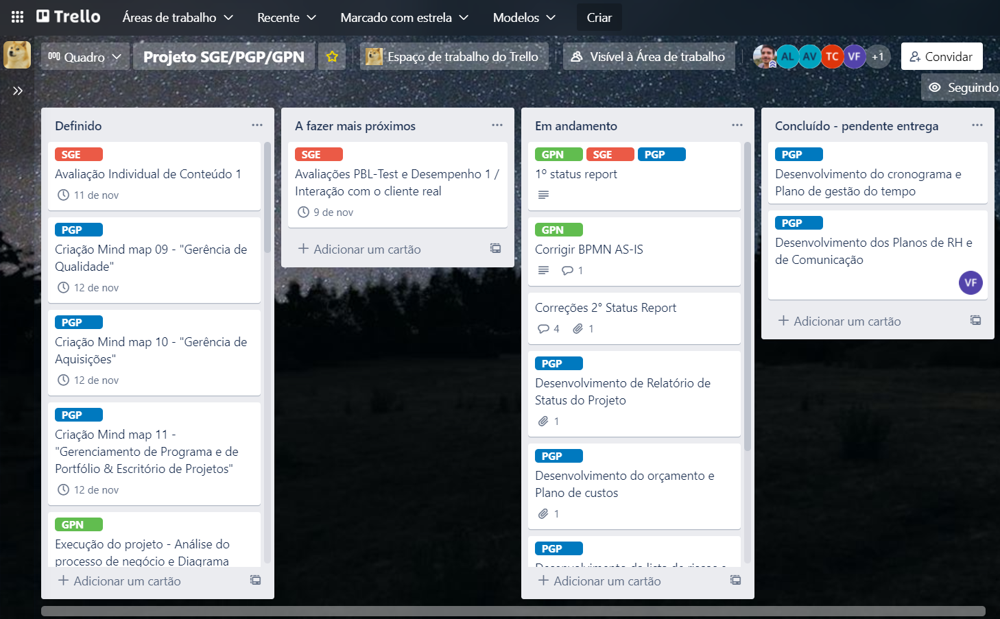 Trello
Áreas de trabalho
Recente
Marcado com estrela
Modelos
Criar
Quadro
Projeto SGE/PGP/GPN
Espaço de trabalho do Trello
Visível à Área de trabalho
AL
AV
TC
VF
+1
Convidar
Seguindo
Definido
SGE
Avaliação Individual de Conteúdo 1
11 de nov
PGP
Criação Mind map 09 - "Gerência de
Qualidade"
12 de nov
PGP
Criação Mind map 10 - "Gerência de
Aquisições"
12 de nov
PGP
Criação Mind map 11 -
"Gerenciamento de Programa e de
Portfólio & Escritório de Projetos"
12 de nov
GPN
Execução do projeto - Análise do
processo de negócio e Diagrama
Adicionar um cartão
A fazer mais próximos
SGE
Avaliações PBL-Test e Desempenho 1 /
Interação com o cliente real
9 de nov
Adicionar um cartão
Em andamento
GPN SGE PGP
1º status report
GPN
Corrigir BPMN AS-IS
1
Correções 2° Status Report
4 1
PGP
Desenvolvimento de Relatório de
Status do Projeto
1
PGP
Desenvolvimento do orçamento e
Plano de custos
1
PGP
Desenvolvimento da lista de riscos e
Adicionar um cartão
Concluído - pendente entrega
PGP
Desenvolvimento do cronograma e
Plano de gestão do tempo
PGP
Desenvolvimento dos Planos de RH e
de Comunicação
VF
Adicionar um cartão